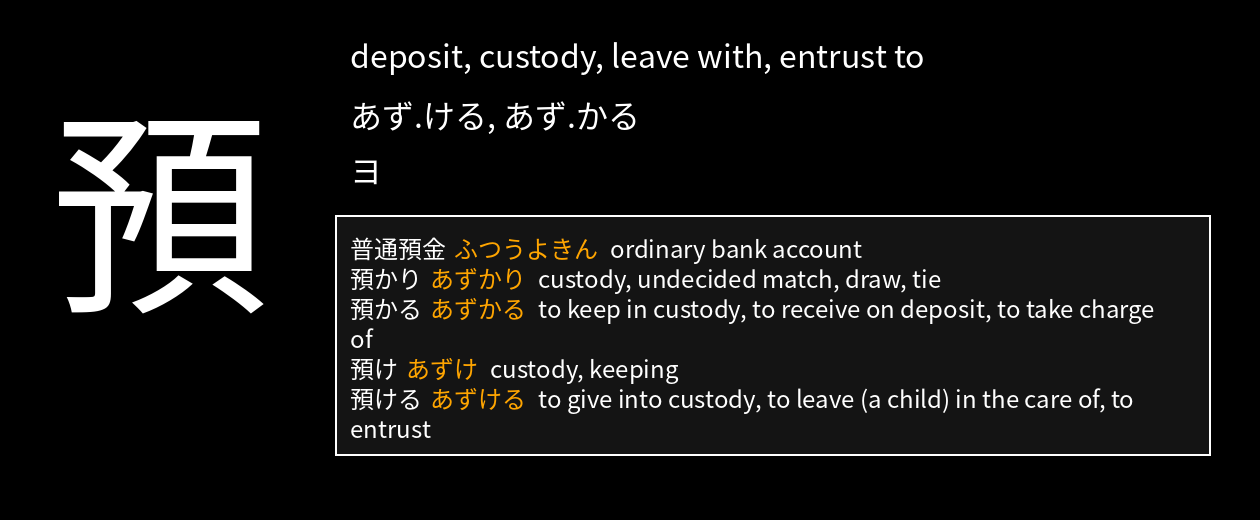 預
deposit, custody, leave with, entrust to
あず.ける, あず.かる
ヨ
普通預金 ふつうよきん ordinary bank account
預かり あずかり custody, undecided match, draw, tie
預かる あずかる to keep in custody, to receive on deposit, to take charge
of
預け あずけ custody, keeping
預ける あずける to give into custody, to leave (a child) in the care of, to
entrust